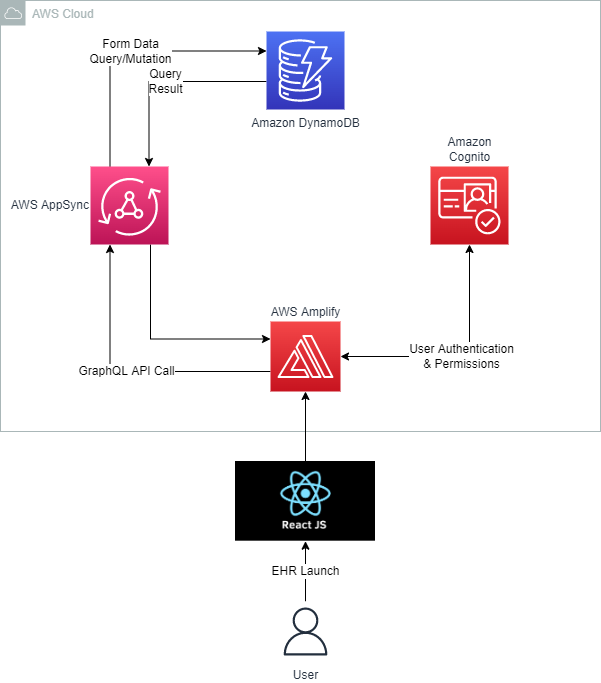 AWS Cloud
Form Data
Query/Mutation
Query
Result
Amazon DynamoDB
Amazon
Cognito
AWS AppSync
AWS Amplify
User Authentication
& Permissions
GraphQL API Call
React JS
EHR Launch
User